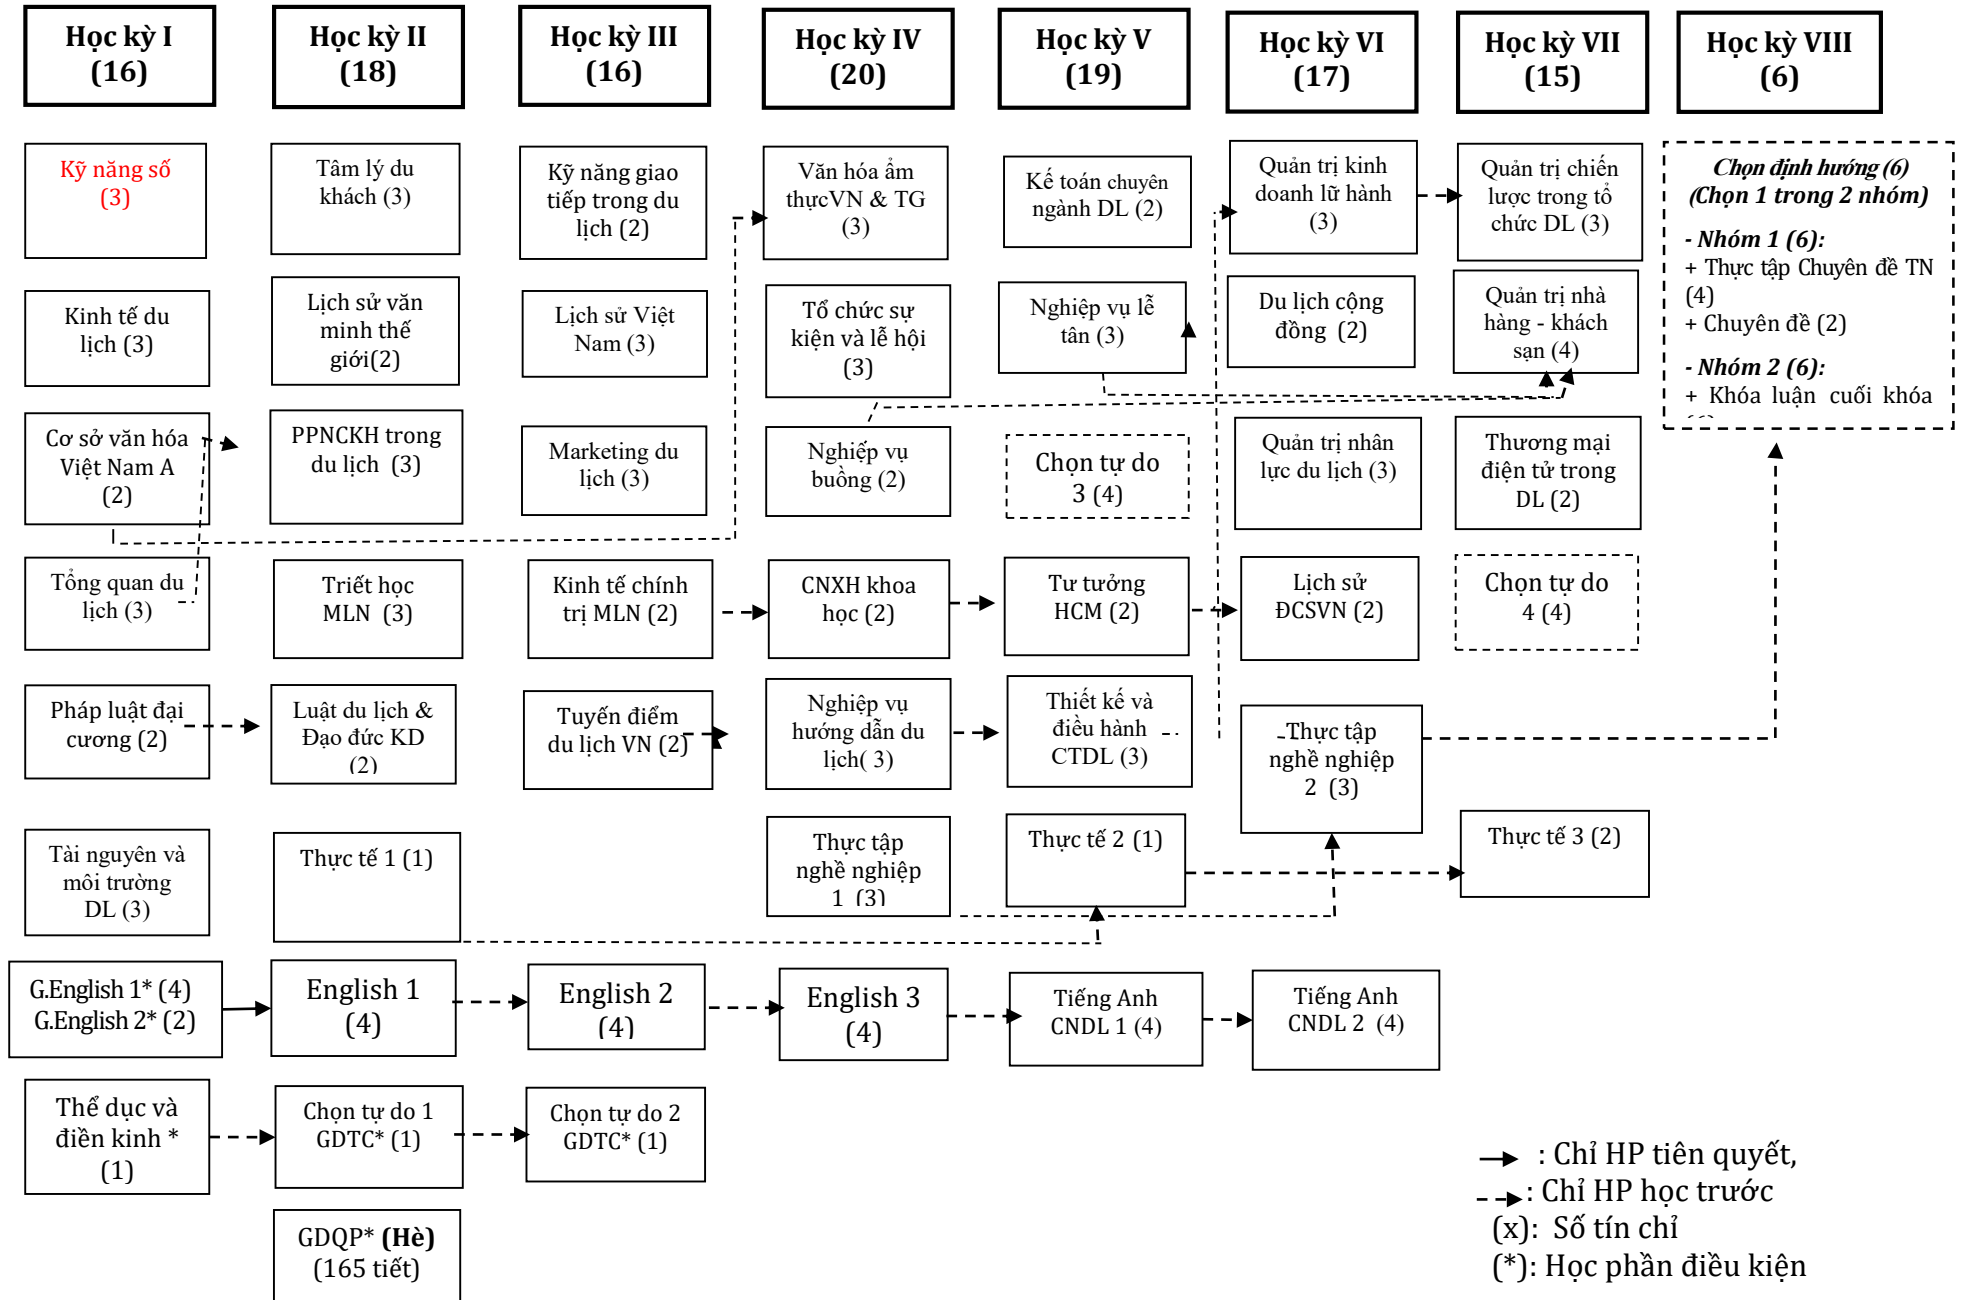 Học kỳ I
(16)
Học kỳ II
(18)
Học kỳ III
(16)
Học kỳ IV
(20)
Học kỳ V
(19)
Học kỳ VI
(17)
Học kỳ VII
(15)
Học kỳ VIII
(6)
Kỹ năng số
(3)
Tâm lý du
khách (3)
Kỹ năng giao
tiếp trong du
lịch (2)
Văn hóa ẩm
thựcVN & TG
(3)
Kế toán chuyên
ngành DL (2)
Quản trị kinh
doanh lữ hành
(3)
Quản trị chiến
lược trong tổ
chức DL (3)
Chọn định hướng (6)
(Chọn 1 trong 2 nhóm)
- Nhóm 1 (6):
+ Thực tập Chuyên đề TN
(4)
+ Chuyên đề (2)
- Nhóm 2 (6):
+ Khóa luận cuối khóa
Kinh tế du
lịch (3)
Lịch sử văn
minh thế
giới(2)
Lịch sử Việt
Nam (3)
Tổ chức sự
kiện và lễ hội
(3)
Nghiệp vụ lễ
tân (3)
Du lịch cộng
đồng (2)
Quản trị nhà
hàng - khách
sạn (4)
Cơ sở văn hóa
Việt Nam A
(2)
PPNCKH trong
du lịch (3)
Marketing du
lịch (3)
Nghiệp vụ
buồng (2)
Chọn tự do
3 (4)
Quản trị nhân
lực du lịch (3)
Thương mại
điện tử trong
DL (2)
Tổng quan du
lịch (3)
Triết học
MLN (3)
Kinh tế chính
trị MLN (2)
CNXH khoa
học (2)
Tư tưởng
HCM (2)
Lịch sử
ĐCSVN (2)
Chọn tự do
4 (4)
Pháp luật đại
cương (2)
Luật du lịch &
Đạo đức KD
(2)
Tuyến điểm
du lịch VN (2)
Nghiệp vụ
hướng dẫn du
lịch( 3)
Thiết kế và
điều hành
CTDL (3)
Thực tập
nghề nghiệp
2 (3)
Tài nguyên và
môi trường
DL (3)
Thực tế 1 (1)
Thực tập
nghề nghiệp
1 (3)
Thực tế 2 (1)
Thực tế 3 (2)
G.English 1* (4)
G.English 2* (2)
English 1
(4)
English 2
(4)
English 3
(4)
Tiếng Anh
CNDL 1 (4)
Tiếng Anh
CNDL 2 (4)
Thể dục và
điền kinh *
(1)
Chọn tự do 1
GDTC* (1)
Chọn tự do 2
GDTC* (1)
GDQP* (Hè)
(165 tiết)
: Chỉ HP tiên quyết,
: Chỉ HP học trước
(x): Số tín chỉ
(*): Học phần điều kiện